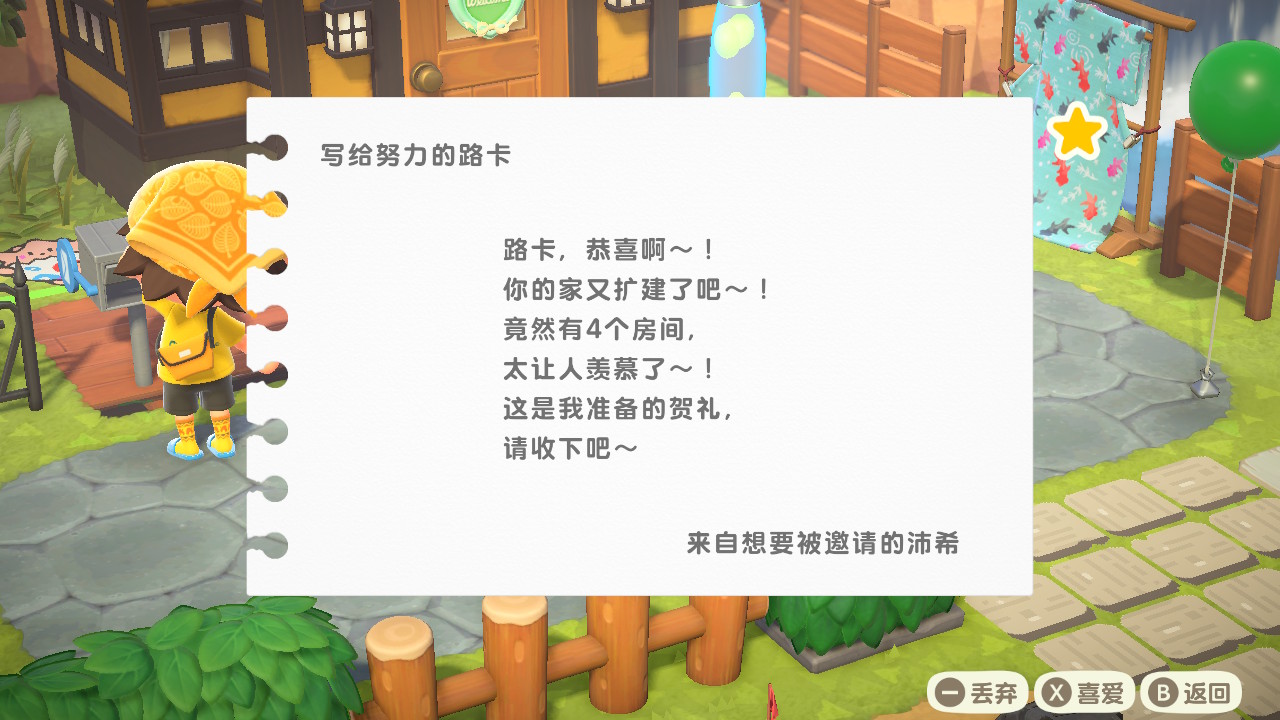 Welcome
写给努力的路卡
路卡，恭喜啊～！
你的家又扩建了吧～！
竟然有4个房间，
太让人羡慕了～！
这是我准备的贺礼，
请收下吧～
来自想要被邀请的沛希
丢弃
X 喜爱
B 返回